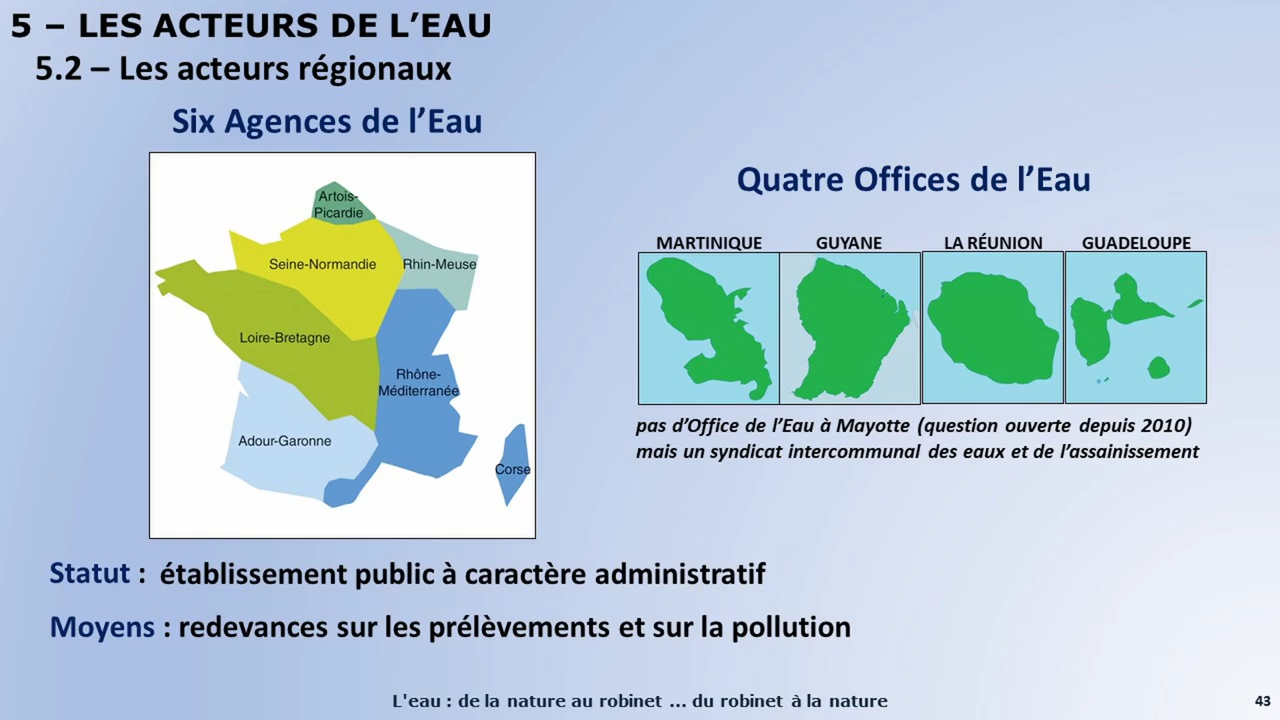 5 – LES ACTEURS DE L’EAU
5.2 – Les acteurs régionaux
Six Agences de l’Eau
Artois-
Picardie
Seine-Normandie
Rhin-Meuse
Loire-Bretagne
Rhône-
Méditerranée
Adour-Garonne
Corse
Quatre Offices de l’Eau
MARTINIQUE
GUYANE
LA RÉUNION
GUADELOUPE
pas d’Office de l’Eau à Mayotte (question ouverte depuis 2010)
mais un syndicat intercommunal des eaux et de l’assainissement
Statut : établissement public à caractère administratif
Moyens : redevances sur les prélèvements et sur la pollution
L'eau : de la nature au robinet ... du robinet à la nature
43